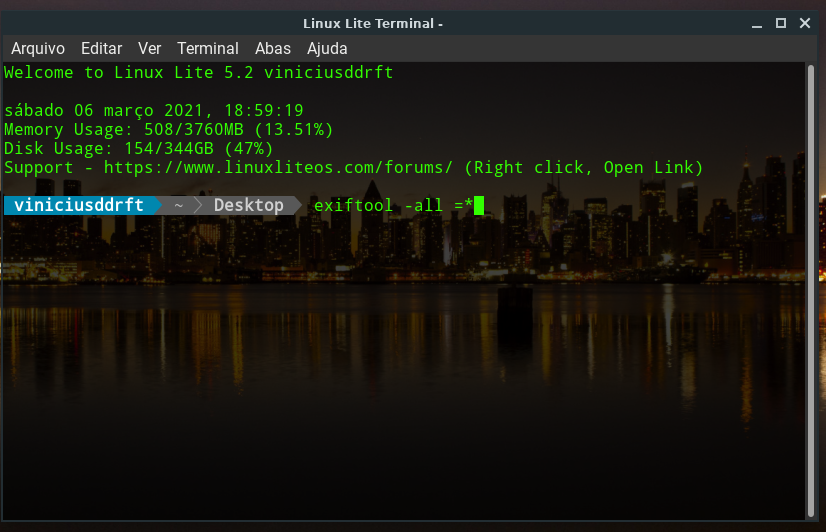 Linux Lite Terminal -
Arquivo Editar Ver Terminal Abas Ajuda
Welcome to Linux Lite 5.2 viniciusddrft
sábado 06 março 2021, 18:59:19
Memory Usage: 508/3760MB (13.51%)
Disk Usage: 154/344GB (47%)
Support - https://www.linuxliteos.com/forums/ (Right click, Open Link)
viniciusddrft ~ Desktop exiftool -all =*